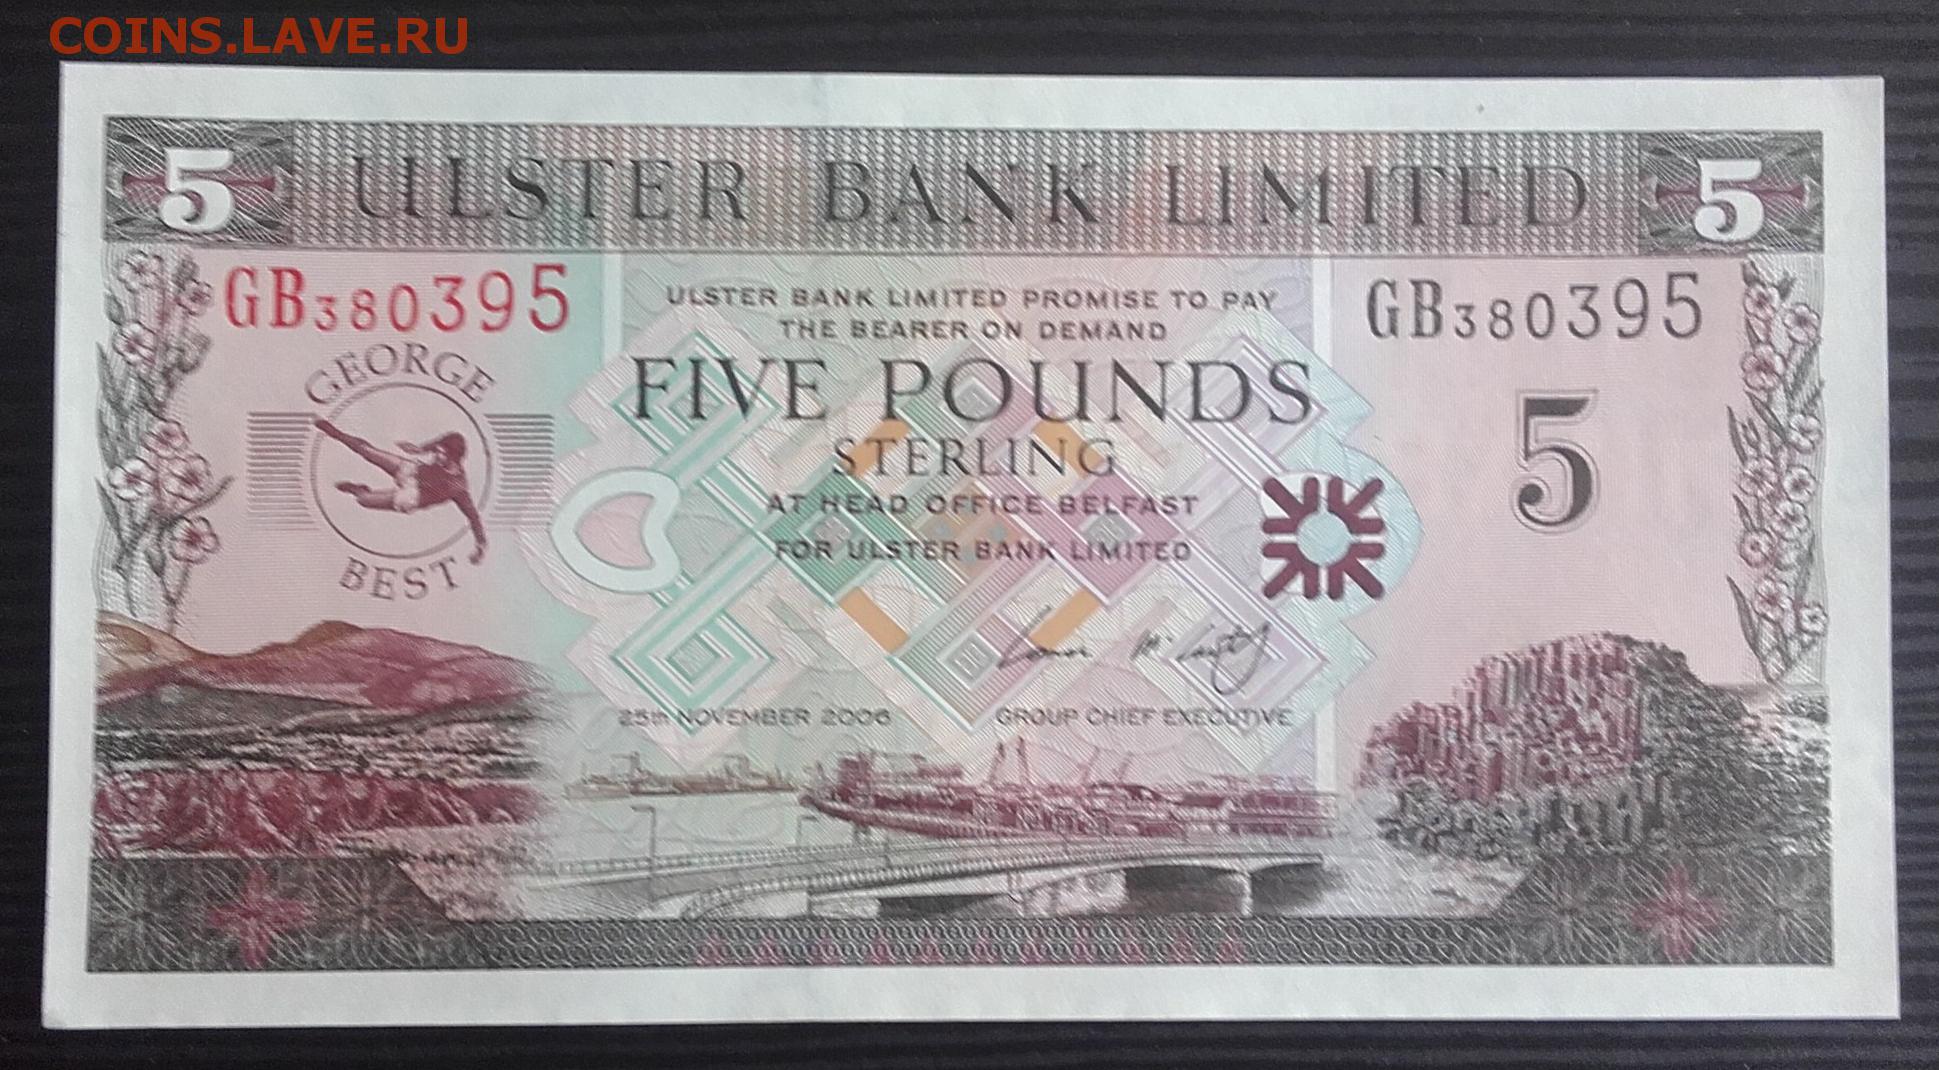 COINS.LAVE.RU
5 ULSTER BANK LIMITED 5
GB380395
GB380395
ULSTER BANK LIMITED PROMISE TO PAY
THE BEARER ON DEMAND
FIVE POUNDS
STERLING
AT HEAD OFFICE BELFAST
FOR ULSTER BANK LIMITED
GEORGE
BEST
5
25th NOVEMBER 2006
GROUP CHIEF EXECUTIVE